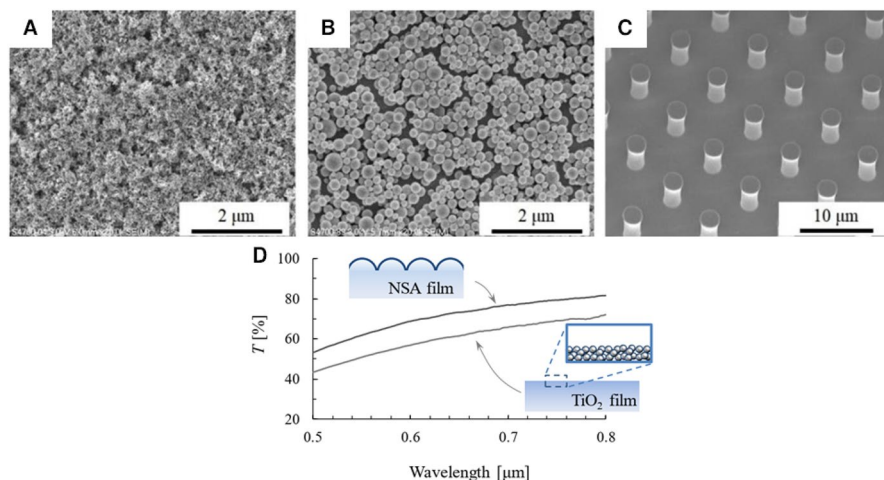 A
B
C
2 μm
2 μm
10 μm
D
100
80
60
40
20
T [%]
NSA film
TiO₂ film
0.5
0.6
0.7
0.8
Wavelength [μm]